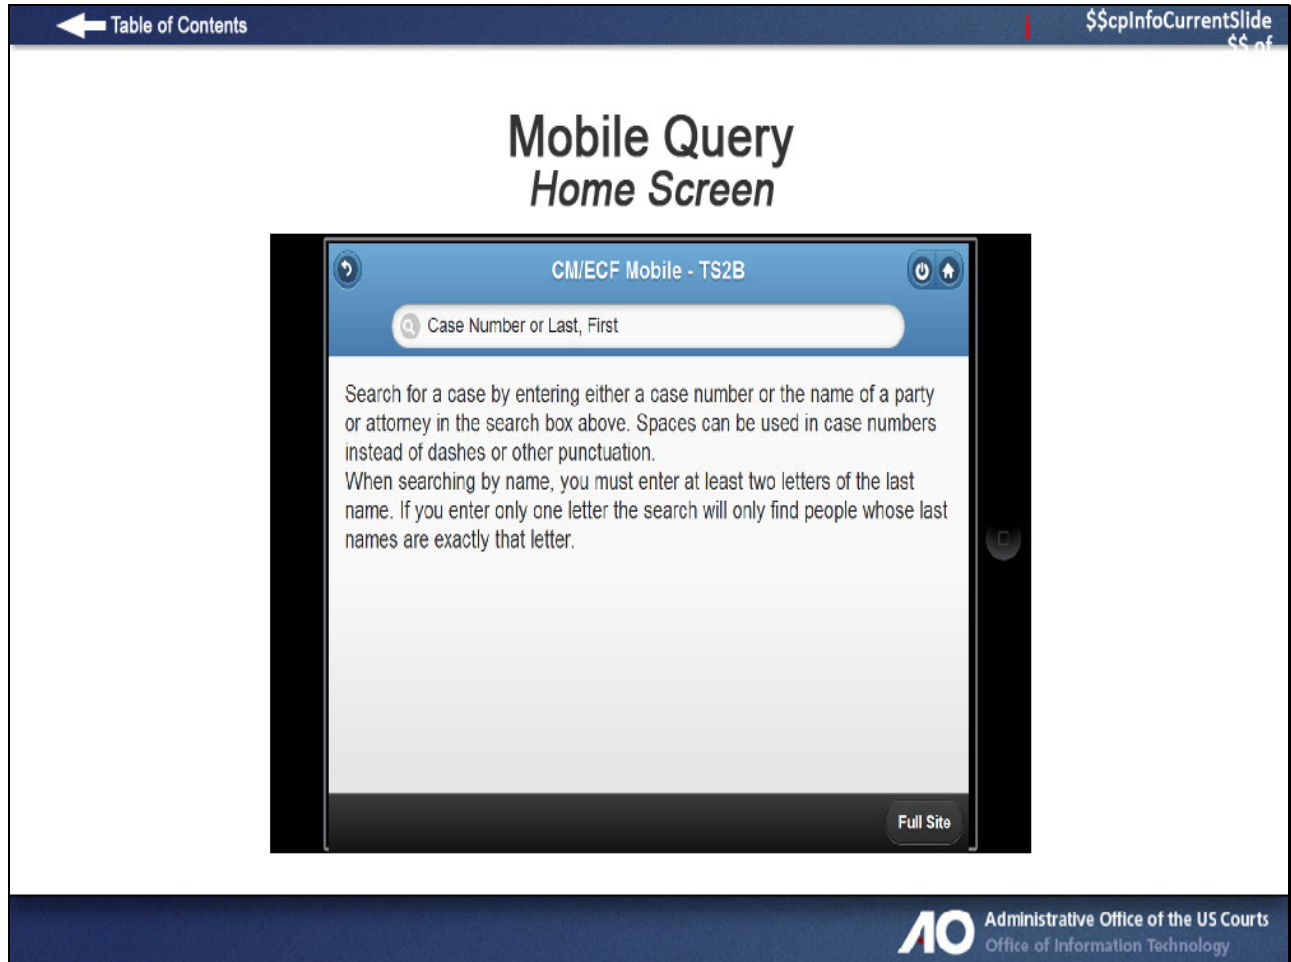 Table of Contents
i
$$cpInfoCurrentSlide
$$ of
Mobile Query
Home Screen
CM/ECF Mobile - TS2B
Case Number or Last, First
Search for a case by entering either a case number or the name of a party
or attorney in the search box above. Spaces can be used in case numbers
instead of dashes or other punctuation.
When searching by name, you must enter at least two letters of the last
name. If you enter only one letter the search will only find people whose last
names are exactly that letter.
Full Site
AO
Administrative Office of the US Courts
Office of Information Technology